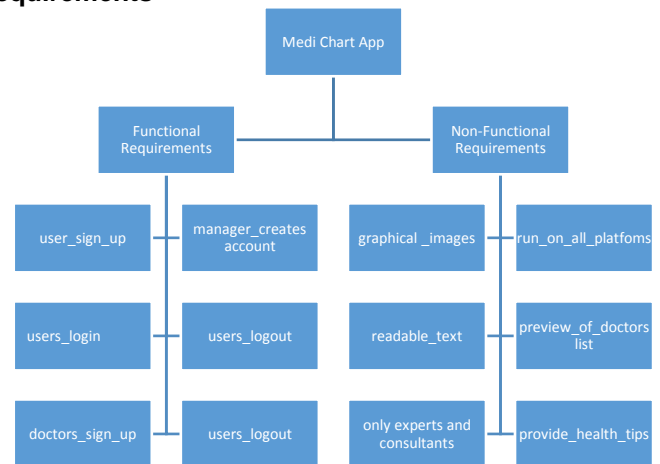 equirements
Medi Chart App
Functional
Requirements
Non-Functional
Requirements
user_sign_up
manager_creates
account
graphical _images
run_on_all_platfoms
users_login
users_logout
readable_text
preview_of_doctors
list
doctors_sign_up
users_logout
only experts and
consultants
provide_health_tips